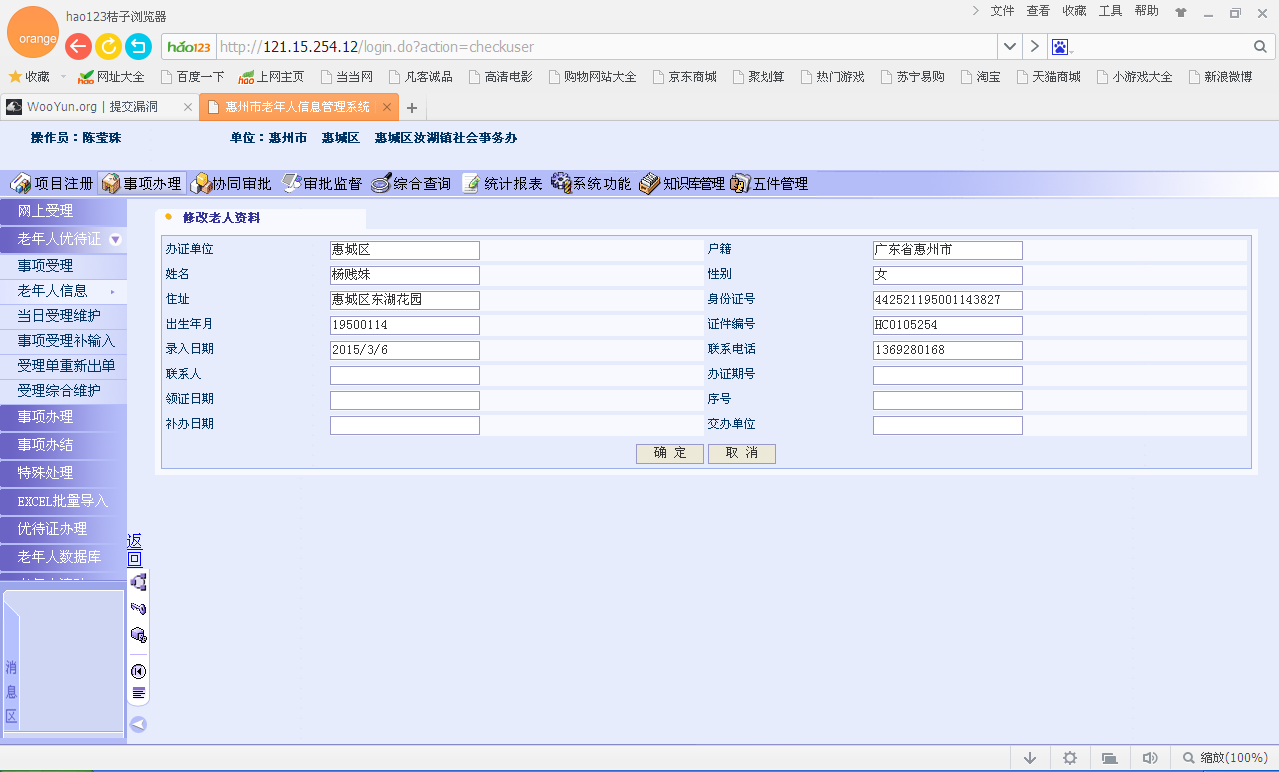 hao123桔子浏览器
文件 查看 收藏 工具 帮助
orange
hao123 http://121.15.254.12/login.do?action=checkuser
收藏 网址大全 百度一下 上网主页 当当网 凡客诚品 高清电影 购物网站大全 京东商城 聚划算 热门游戏 苏宁易购 淘宝 天猫商城 小游戏大全 新浪微博
WooYun.org | 提交漏洞 惠州市老年人信息管理系统
操作员：陈莹珠 单位：惠州市 惠城区 惠城区汝湖镇社会事务办
项目注册 事项办理 协同审批 审批监督 综合查询 统计报表 系统功能 知识库管理 五件管理
网上受理
老年人优待证
事项受理
老年人信息
当日受理维护
事项受理补输入
受理单重新出单
受理综合维护
事项办理
事项办结
特殊处理
EXCEL批量导入
优待证办理
老年人数据库
修改老人资料
办证单位 惠城区 户籍 广东省惠州市
姓名 性别 女
住址 惠城区东湖花园 身份证号 442521195001143827
出生年月 19500114 证件编号 HC0105254
录入日期 2015/3/6 联系电话 1369280168
联系人 办证期号
领证日期 序号
补办日期 交办单位
确 定 取 消
返
回
消
息
区
缩放(100%)